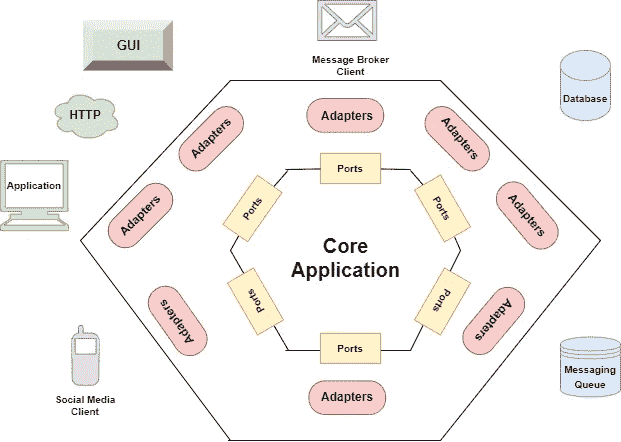 GUI
Message Broker
Client
Database
HTTP
Adapters
Adapters
Adapters
Ports
Application
Adapters
Ports
Ports
Adapters
Core
Application
Adapters
Ports
Ports
Adapters
Ports
Social Media
Client
Adapters
Messaging
Queue